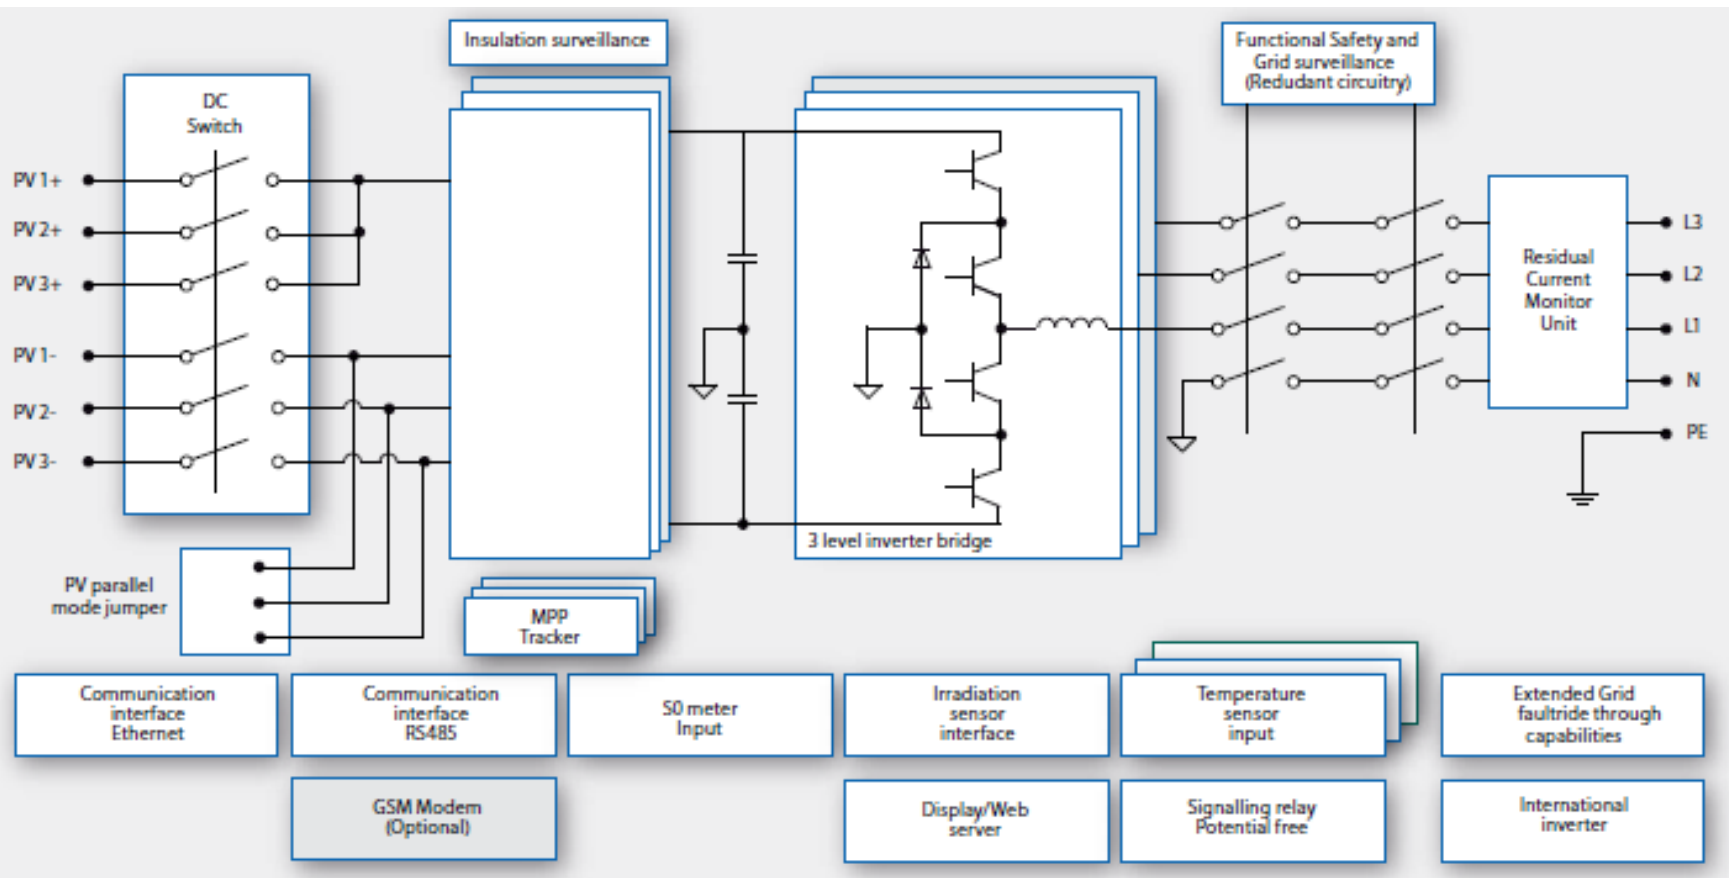 Insulation surveillance
Functional Safety and
Grid surveillance
(Redudant circuitry)
DC
Switch
PV 1+
PV 2+
PV 3+
PV 1-
PV 2-
PV 3-
L3
L2
L1
N
PE
Residual
Current
Monitor
Unit
3 level inverter bridge
PV parallel
mode jumper
MPP
Tracker
Communication
interface
Ethernet
Communication
interface
RS485
S0 meter
Input
Irradiation
sensor
interface
Temperature
sensor
input
Extended Grid
faultride through
capabilities
GSM Modem
(Optional)
Display/Web
server
Signalling relay
Potential free
International
inverter